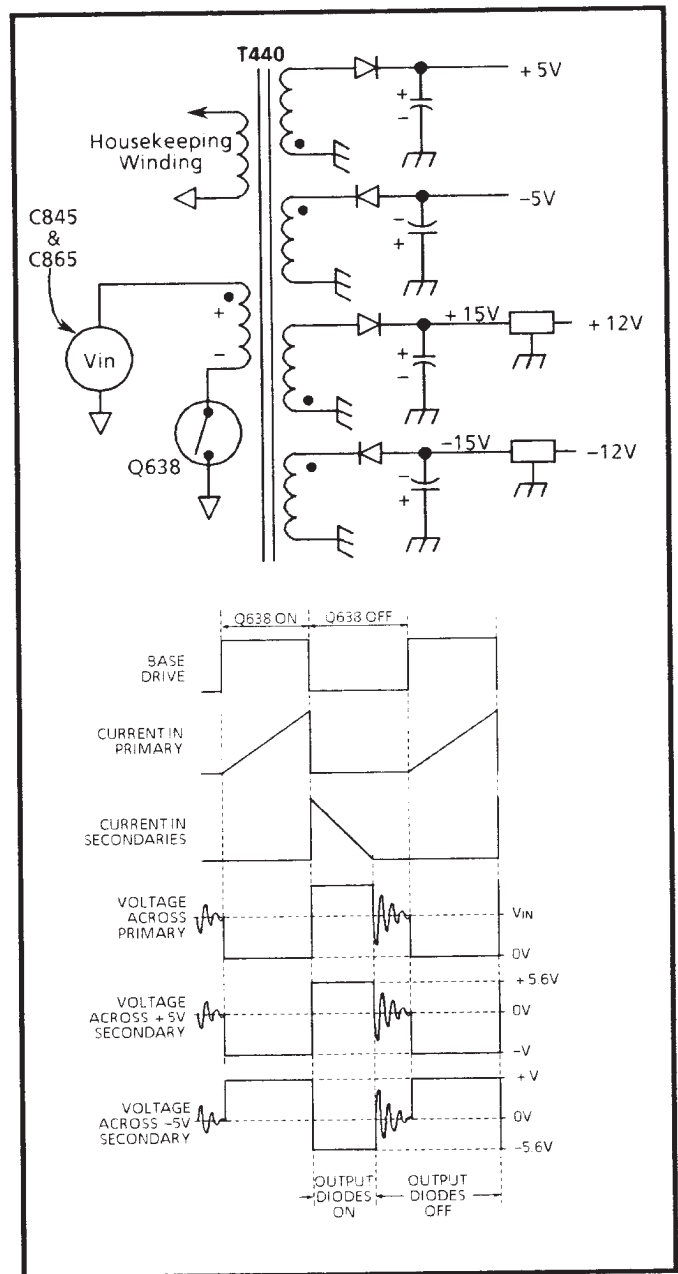 T440
+ 5V
Housekeeping
Winding
-5V
C845
&
C865
+ 15V
+ 12V
Vin
Q638
-15V
-12V
Q638 ON
Q638 OFF
BASE
DRIVE
CURRENT IN
PRIMARY
CURRENT IN
SECONDARIES
VOLTAGE
ACROSS
PRIMARY
VIN
0V
VOLTAGE
ACROSS +5V
SECONDARY
+5.6V
0V
-V
VOLTAGE
ACROSS -5V
SECONDARY
+V
0V
-5.6V
OUTPUT
DIODES
ON
OUTPUT
DIODES
OFF